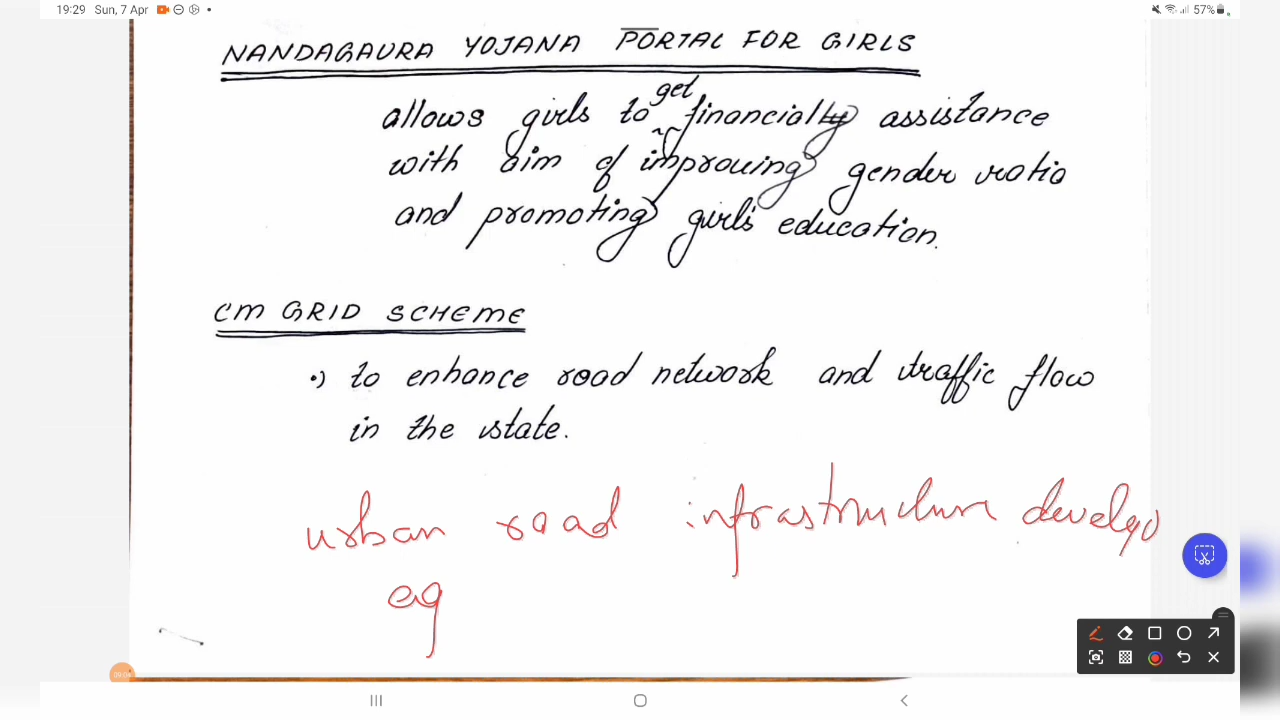 19:29 Sun, 7 Apr
57%
NANDAGAURA YOJANA PORTAL FOR GIRLS
get
allows girls to financially assistance
with aim of improving gender ratio
and promoting girls education.
CM GRID SCHEME
•) to enhance road network and traffic flow
in the state.
urban road infrastructure develgo
eg